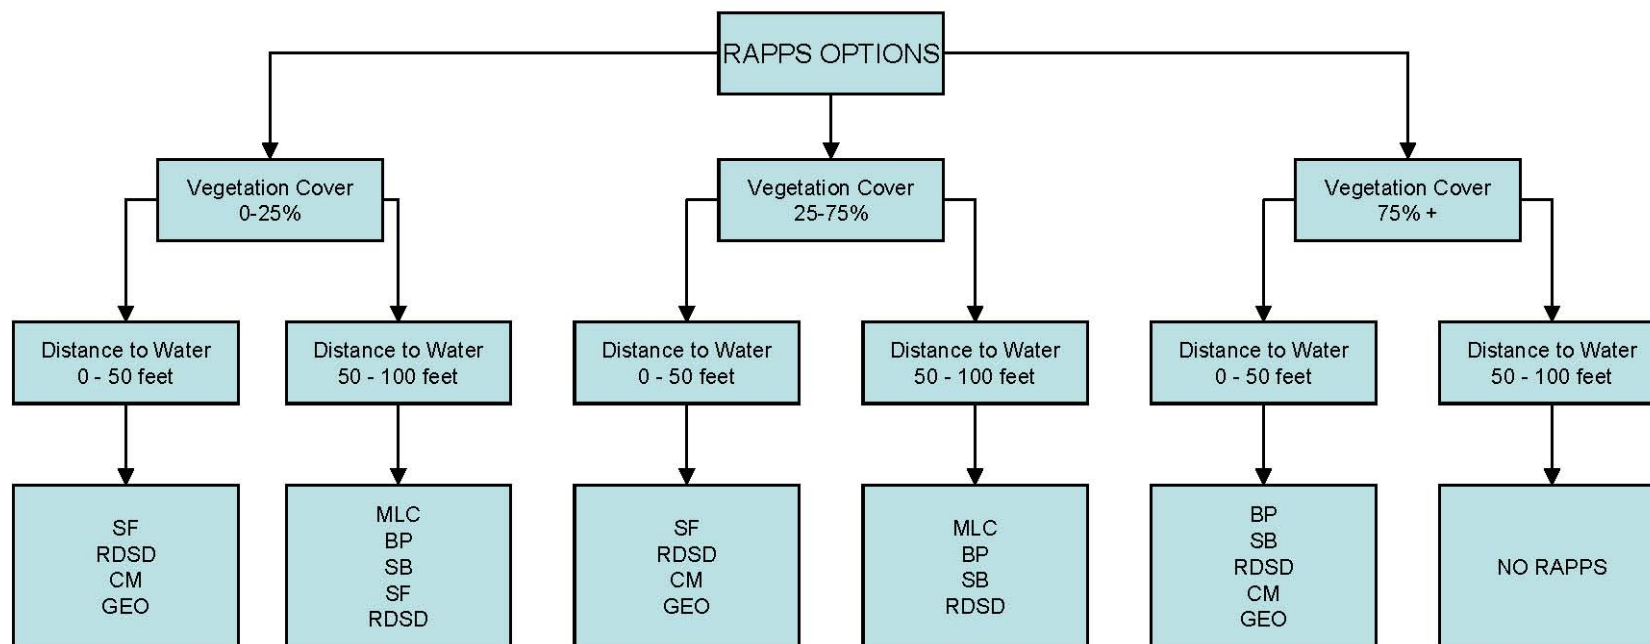 RAPPS OPTIONS
Vegetation Cover
0-25%
Vegetation Cover
25-75%
Vegetation Cover
75% +
Distance to Water
0 - 50 feet
Distance to Water
50 - 100 feet
Distance to Water
0 - 50 feet
Distance to Water
50 - 100 feet
Distance to Water
0 - 50 feet
Distance to Water
50 - 100 feet
SF
RDSD
CM
GEO
MLC
BP
SB
SF
RDSD
SF
RDSD
CM
GEO
MLC
BP
SB
RDSD
BP
SB
RDSD
CM
GEO
NO RAPPS